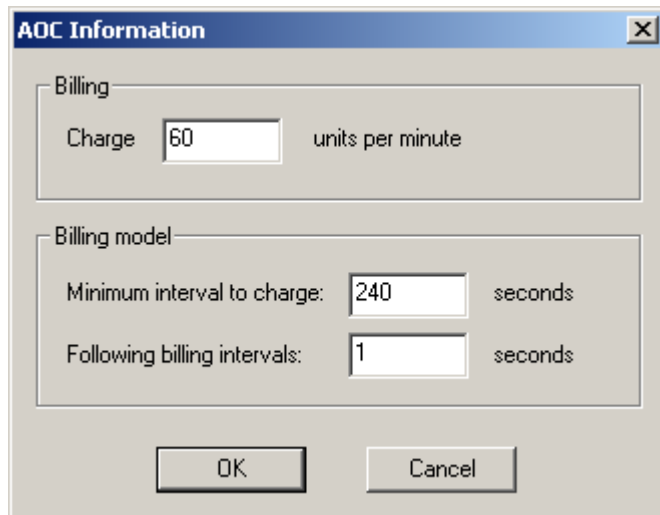 AOC Information
Billing
Charge 60 units per minute
Billing model
Minimum interval to charge: 240 seconds
Following billing intervals: 1 seconds
OK Cancel